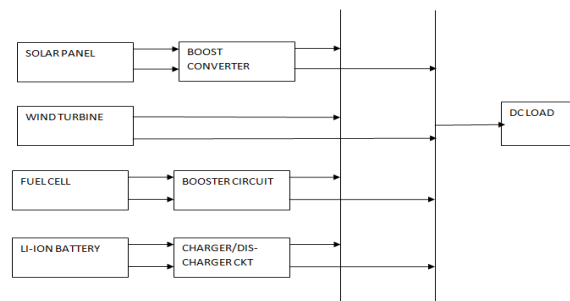 SOLAR PANEL
BOOST
CONVERTER
WIND TURBINE
DC LOAD
FUEL CELL
BOOSTER CIRCUIT
LI-ION BATTERY
CHARGER/DIS-
CHARGER CKT